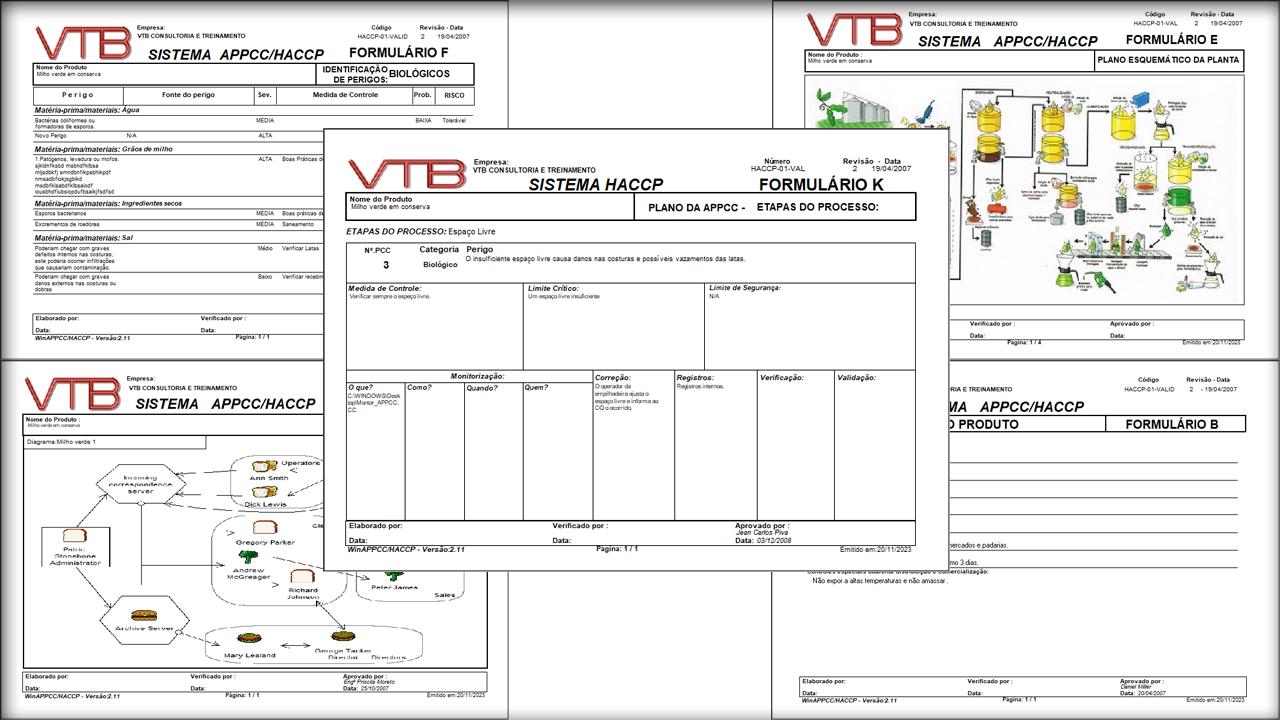 VTB
Empresa:
VTB CONSULTORIA E TREINAMENTO
Código
Revisão - Data
HACCP-01-VALID
2
19/04/2007
SISTEMA APPCC/HACCP
FORMULÁRIO F
Nome do Produto
Milho verde em conserva
IDENTIFICAÇÃO
DE PERIGOS:
BIOLÓGICOS
Perigo
Fonte do perigo
Sev.
Medida de Controle
Prob.
RISCO
Matéria-prima/materiais: Água
Bactérias coliformes ou
formadoras de esporos.
MÉDIA
BAIXA
Tolerável
Novo Perigo
N/A
ALTA
Matéria-prima/materiais: Grãos de milho
1.Patógenos, levedura ou mofos.
ALTA
Boas Práticas d
Matéria-prima/materiais: Ingredientes secos
Esporos bacterianos
MÉDIA
Boas práticas de
Excrementos de roedores
MÉDIA
Saneamento
Matéria-prima/materiais: Sal
Poderiam chegar com graves
defeitos internos nas costuras,
este poderia ocorrer infiltrações
que causariam contaminação.
Médio
Verificar Latas
Poderiam chegar com graves
danos externos nas costuras ou
dobras
Baixo
Verificar recebim
Elaborado por:
Verificado por :
Data:
Data:
WinAPPCC/HACCP - Versão:2.11
Página: 1 / 1
VTB
Empresa:
VTB CONSULTORIA E TREINAMENTO
Código
Revisão - Data
HACCP-01-VAL
2
19/04/2007
SISTEMA APPCC/HACCP
FORMULÁRIO E
Nome do Produto :
Milho verde em conserva
PLANO ESQUEMÁTICO DA PLANTA
Verificado por :
Aprovado por :
Data:
Data:
Página: 1 / 4
Emitido em:20/11/2023
VTB
Empresa:
VTB CONSULTORIA E TREINAMENTO
Número
Revisão - Data
HACCP-01-VAL
2
19/04/2007
SISTEMA HACCP
FORMULÁRIO K
Nome do Produto
Milho verde em conserva
PLANO DA APPCC - ETAPAS DO PROCESSO:
ETAPAS DO PROCESSO: Espaço Livre
Nº.PCC
Categoria
Perigo
3
Biológico
O insuficiente espaço livre causa danos nas costuras e possíveis vazamentos das latas.
Medida de Controle:
Verificar sempre o espaço livre.
Limite Crítico:
Um espaço livre insuficiente
Limite de Segurança:
N/A
Monitorização:
O que?
Como?
Quando?
Quem?
Correção:
Registros:
Verificação:
Validação:
C:\WINDOWS\Desk
top\Montor_APPCC.
CC
O operador da
empilhadeira ajusta o
espaço livre e informa ao
CQ o ocorrido.
Registros internos.
Elaborado por:
Verificado por :
Aprovado por :
Jean Carlos Piva
Data:
Data:
Data: 03/12/2008
WinAPPCC/HACCP - Versão:2.11
Página: 1 / 1
Emitido em:20/11/2023
VTB
Empresa:
VTB CONSULTORIA E TREINAMENTO
SISTEMA APPCC/HACCP
Nome do Produto :
Milho verde em conserva
Diagrama:Milho verde 1
Incoming
correspondence
server
Operators
Ann Smith
Dick Lewis
Patric
Stonebone
Administrator
Gregory Parker
Andrew
McGreager
Richard
Johnson
Peter James
Sales
Archive Server
Mary Lealand
George Tacker
Director
Directors
Elaborado por:
Verificado por :
Aprovado por :
Engª Priscila Moreto
Data:
Data:
Data: 25/10/2007
WinAPPCC/HACCP - Versão:2.11
Página: 1 / 1
Emitido em:20/11/2023
RIA E TREINAMENTO
Código
Revisão - Data
HACCP-01-VALID
2 - 19/04/2007
MA APPCC/HACCP
O PRODUTO
FORMULÁRIO B
ercados e padarias.
mo 3 dias.
Não expor a altas temperaturas e não amassar.
Elaborado por:
Verificado por :
Aprovado por :
Daniel Miller
Data:
Data:
Data: 20/04/2007
WinAPPCC/HACCP - Versão:2.11
Página: 1 / 1
Emitido em:20/11/2023